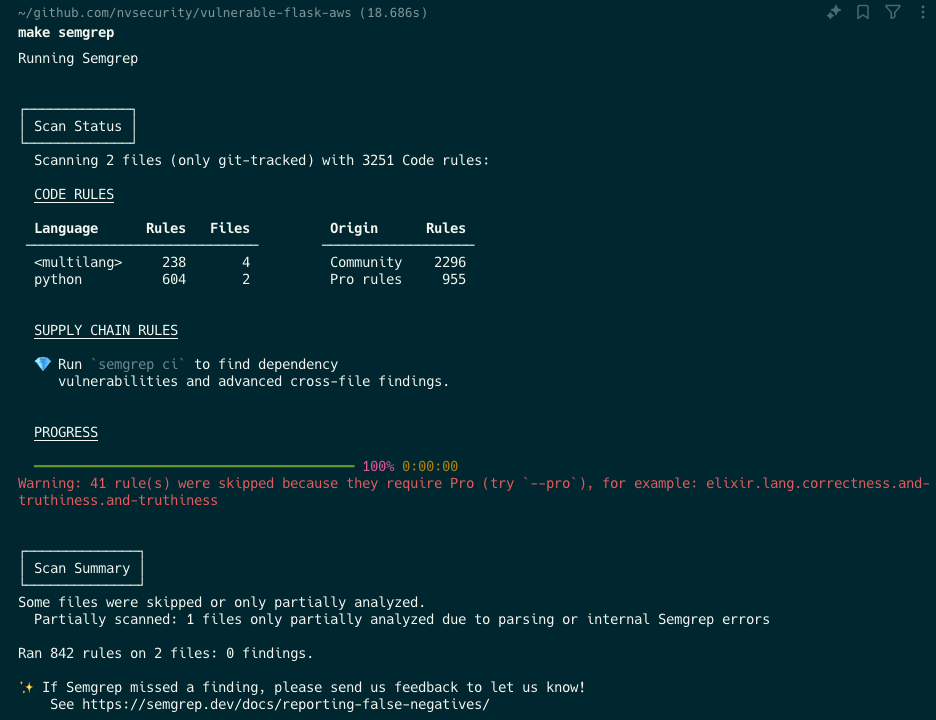 ~/github.com/nvsecurity/vulnerable-flask-aws (18.686s)
make semgrep
Running Semgrep
Scan Status
Scanning 2 files (only git-tracked) with 3251 Code rules:
CODE RULES
Language Rules Files Origin Rules
<multilang> 238 4 Community 2296
python 604 2 Pro rules 955
SUPPLY CHAIN RULES
💎 Run `semgrep ci` to find dependency
vulnerabilities and advanced cross-file findings.
PROGRESS
100% 0:00:00
Warning: 41 rule(s) were skipped because they require Pro (try `--pro`), for example: elixir.lang.correctness.and-
truthiness.and-truthiness
Scan Summary
Some files were skipped or only partially analyzed.
Partially scanned: 1 files only partially analyzed due to parsing or internal Semgrep errors
Ran 842 rules on 2 files: 0 findings.
✨ If Semgrep missed a finding, please send us feedback to let us know!
See https://semgrep.dev/docs/reporting-false-negatives/